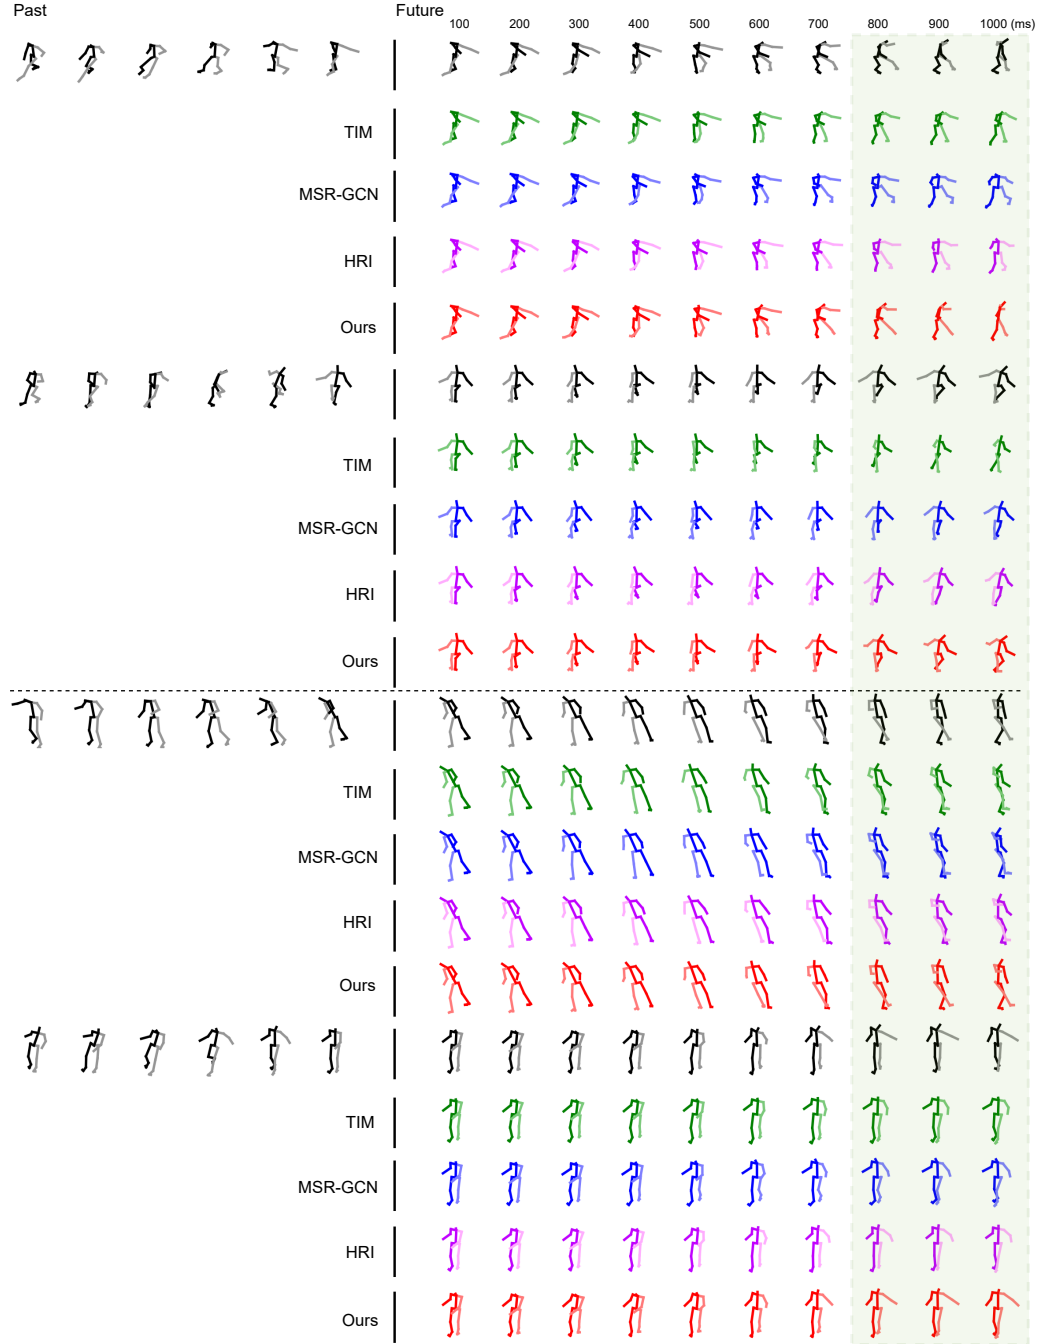 Past Future
100 200 300 400 500 600 700 800 900 1000 (ms)
TIM
MSR-GCN
HRI
Ours
TIM
MSR-GCN
HRI
Ours
TIM
MSR-GCN
HRI
Ours
TIM
MSR-GCN
HRI
Ours